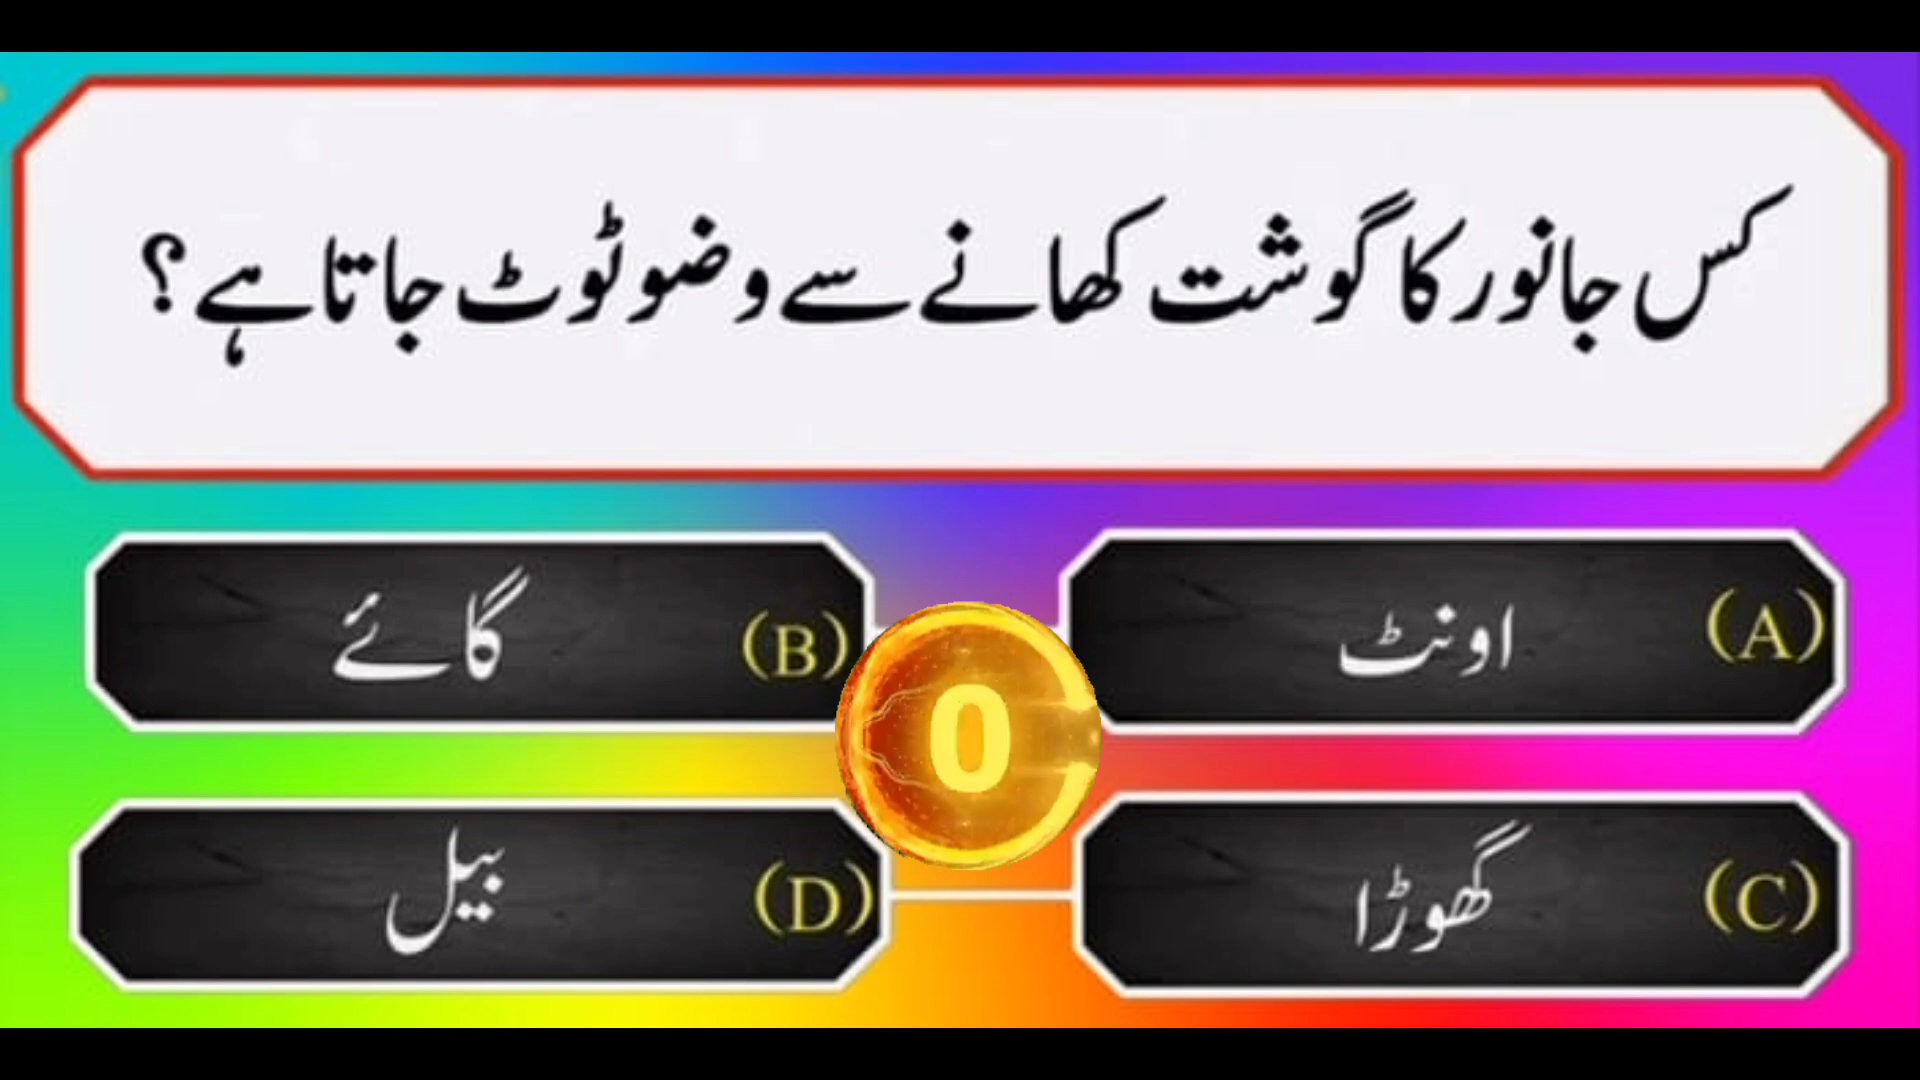 کس جانور کا گوشت کھانے سے وضو ٹوٹ جاتا ہے؟
(A) اونٹ
(B) گائے
0
(C) گھوڑا
(D) بیل